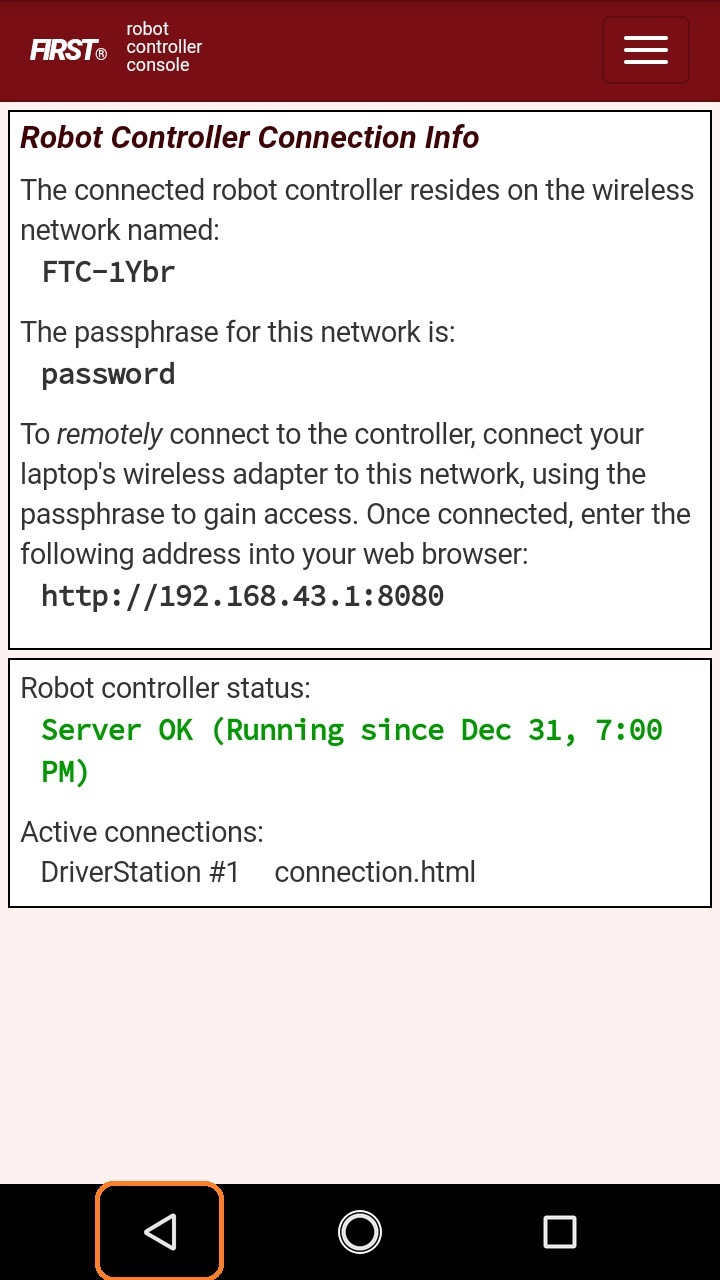 FIRST®
robot
controller
console
Robot Controller Connection Info
The connected robot controller resides on the wireless
network named:
FTC-1Ybr
The passphrase for this network is:
password
To remotely connect to the controller, connect your
laptop's wireless adapter to this network, using the
passphrase to gain access. Once connected, enter the
following address into your web browser:
http://192.168.43.1:8080
Robot controller status:
Server OK (Running since Dec 31, 7:00
PM)
Active connections:
DriverStation #1 connection.html